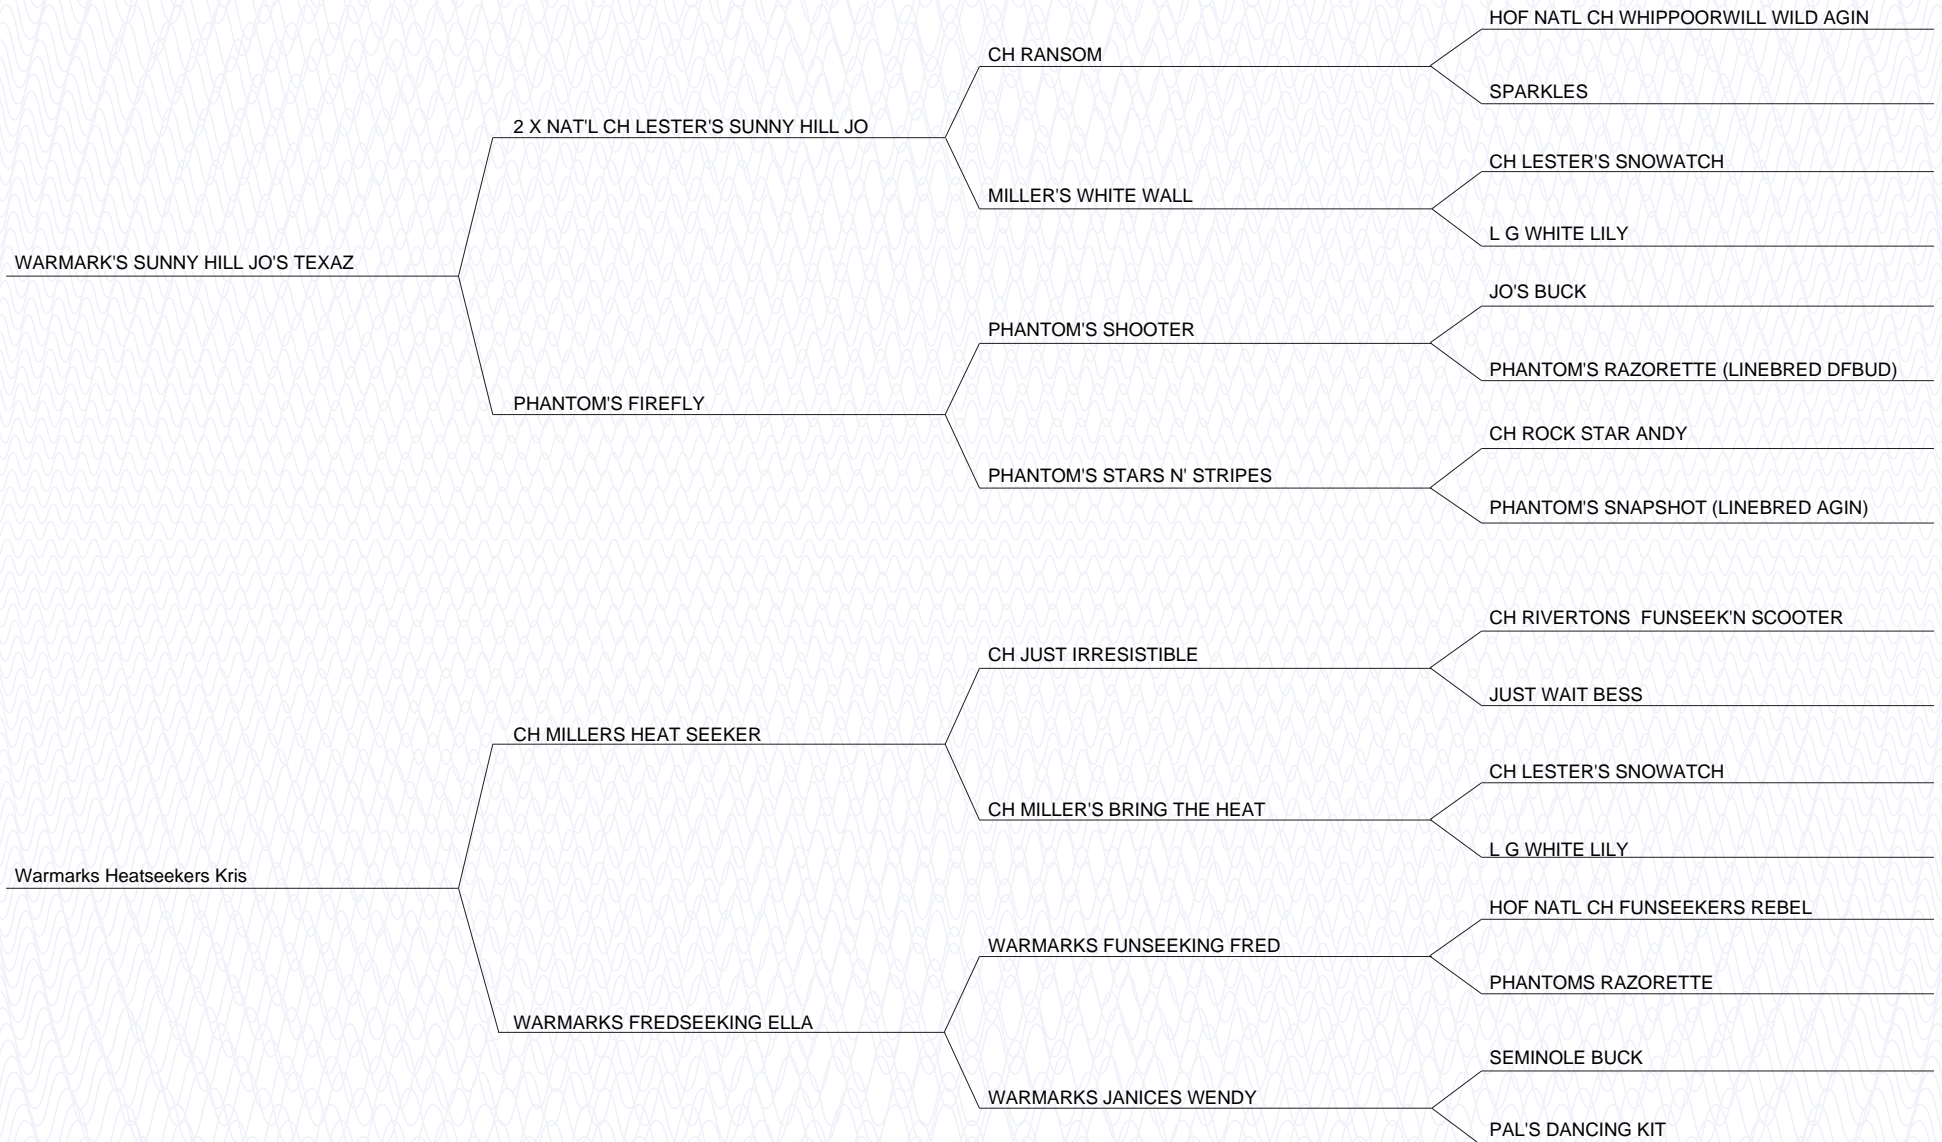 HOF NATL CH WHIPPOORWILL WILD AGIN
CH RANSOM
SPARKLES
2 X NAT'L CH LESTER'S SUNNY HILL JO
CH LESTER'S SNOWATCH
MILLER'S WHITE WALL
L G WHITE LILY
WARMARK'S SUNNY HILL JO'S TEXAZ
JO'S BUCK
PHANTOM'S SHOOTER
PHANTOM'S RAZORETTE (LINEBRED DFBUD)
PHANTOM'S FIREFLY
CH ROCK STAR ANDY
PHANTOM'S STARS N' STRIPES
PHANTOM'S SNAPSHOT (LINEBRED AGIN)
CH RIVERTONS  FUNSEEK'N SCOOTER
CH JUST IRRESISTIBLE
JUST WAIT BESS
CH MILLERS HEAT SEEKER
CH LESTER'S SNOWATCH
CH MILLER'S BRING THE HEAT
L G WHITE LILY
Warmarks Heatseekers Kris
HOF NATL CH FUNSEEKERS REBEL
WARMARKS FUNSEEKING FRED
PHANTOMS RAZORETTE
WARMARKS FREDSEEKING ELLA
SEMINOLE BUCK
WARMARKS JANICES WENDY
PAL'S DANCING KIT